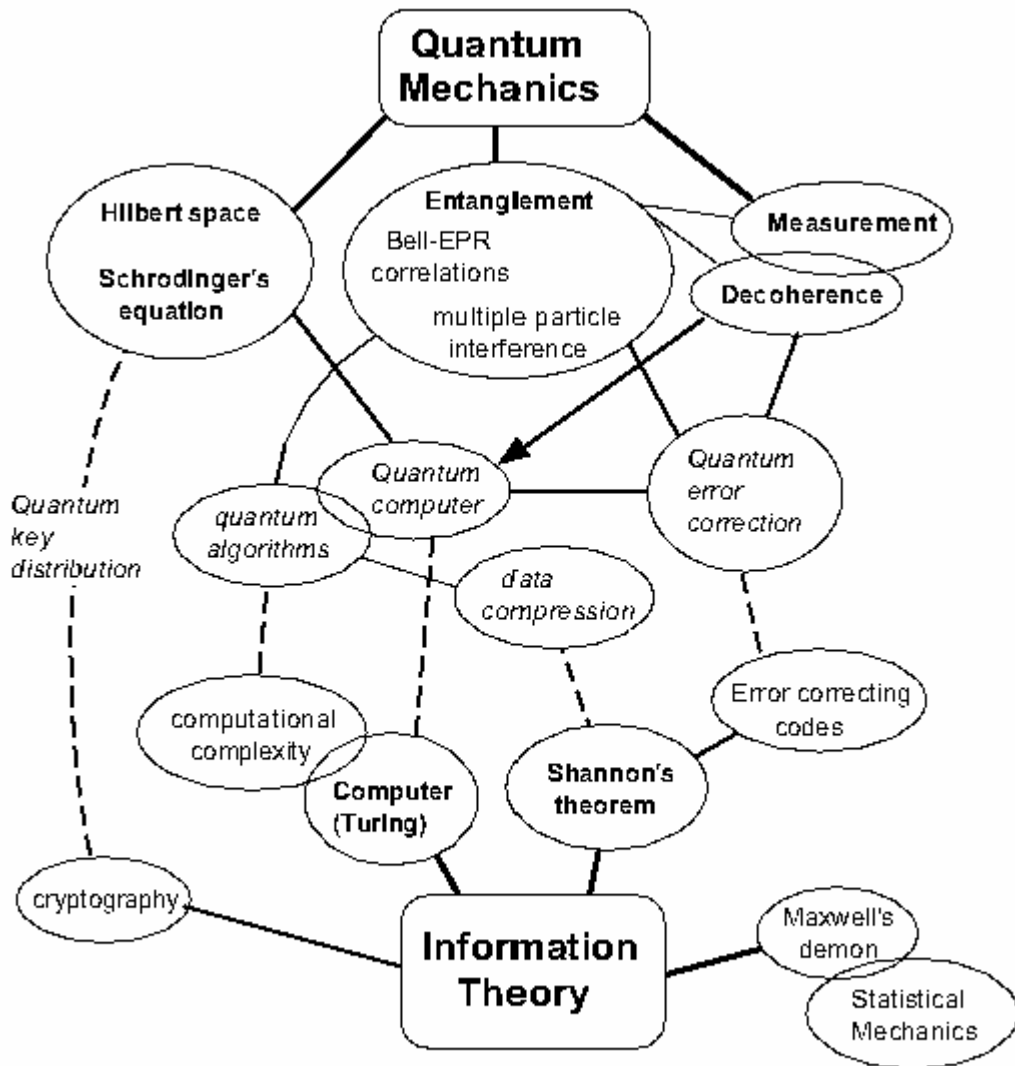 Quantum
Mechanics
Hilbert space
Schrodinger's
equation
Entanglement
Bell-EPR
correlations
multiple particle
interference
Measurement
Decoherence
Quantum
key
distribution
quantum
algorithms
Quantum
computer
Quantum
error
correction
data
compression
computational
complexity
Computer
(Turing)
Shannon's
theorem
Error correcting
codes
cryptography
Information
Theory
Maxwell's
demon
Statistical
Mechanics